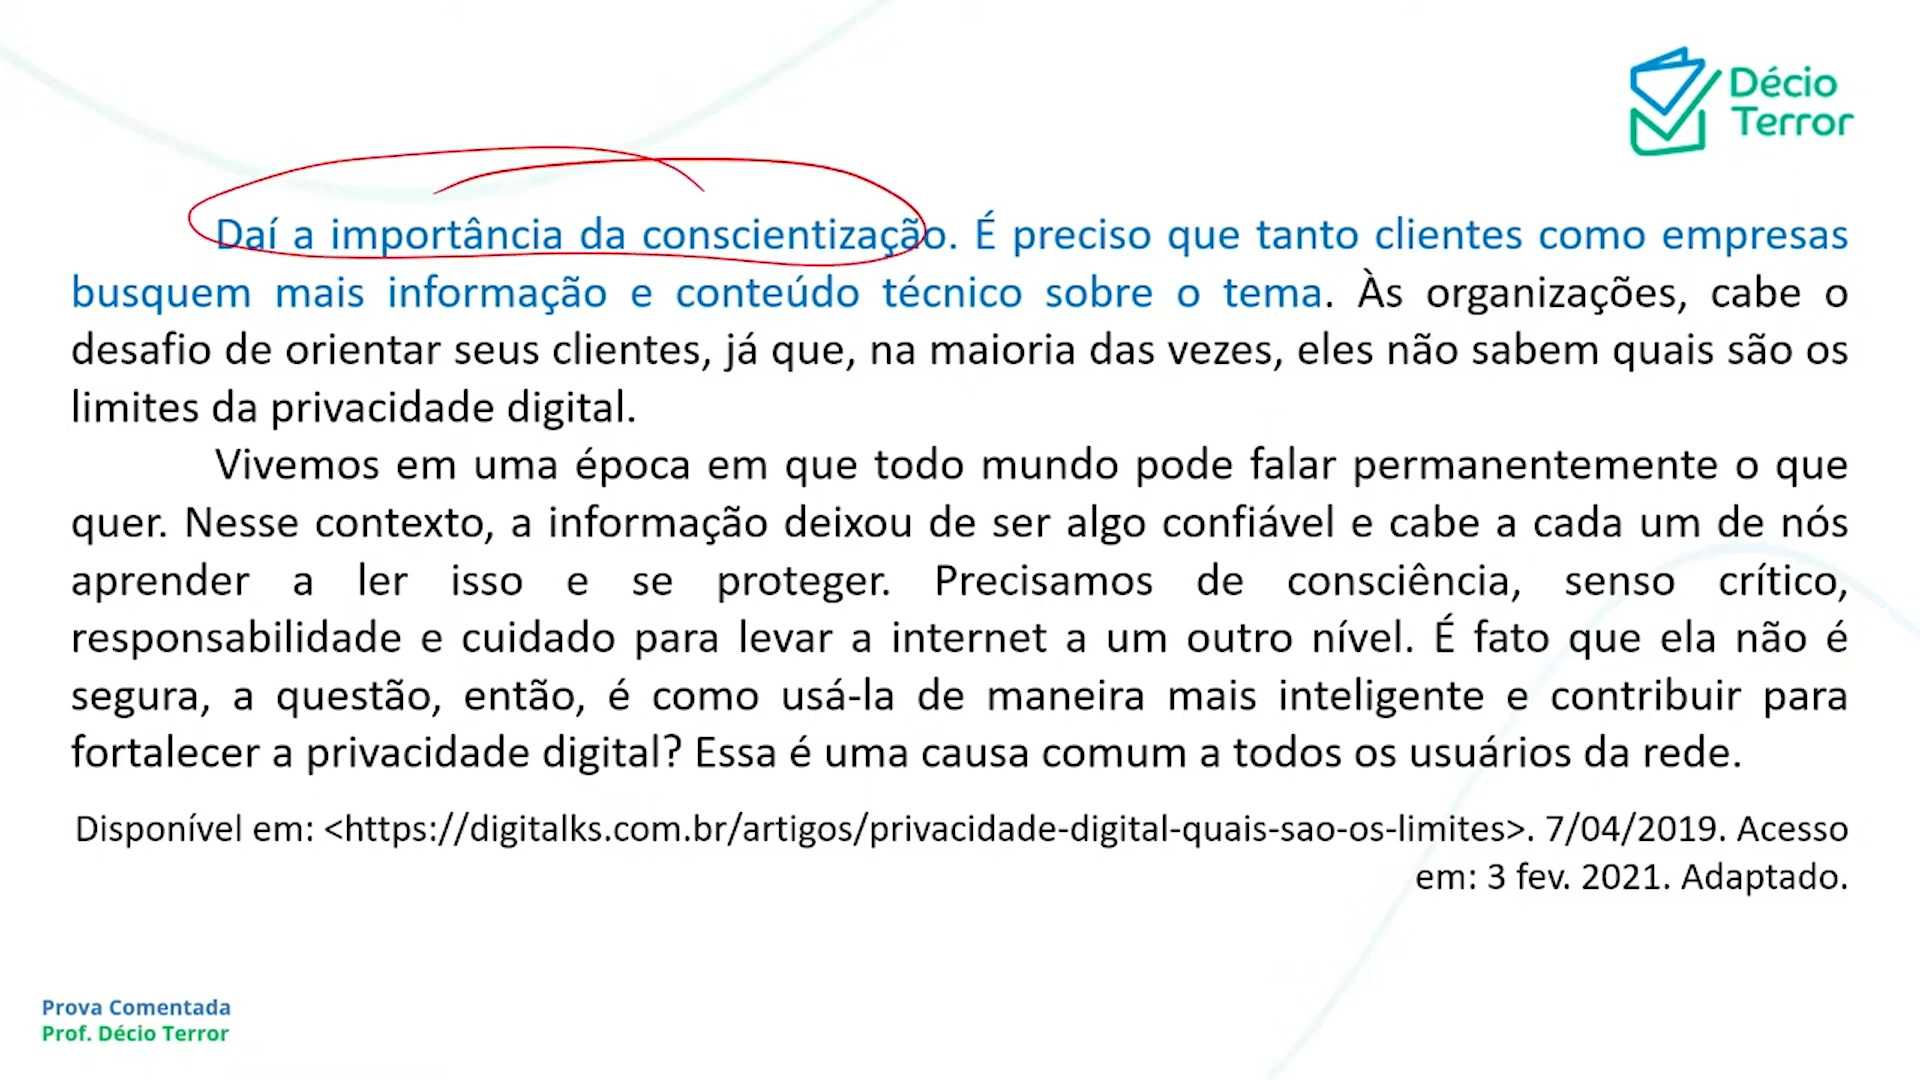 Décio
Terror
Daí a importância da conscientização. É preciso que tanto clientes como empresas
busquem mais informação e conteúdo técnico sobre o tema. Às organizações, cabe o
desafio de orientar seus clientes, já que, na maioria das vezes, eles não sabem quais são os
limites da privacidade digital.
Vivemos em uma época em que todo mundo pode falar permanentemente o que
quer. Nesse contexto, a informação deixou de ser algo confiável e cabe a cada um de nós
aprender a ler isso e se proteger. Precisamos de consciência, senso crítico,
responsabilidade e cuidado para levar a internet a um outro nível. É fato que ela não é
segura, a questão, então, é como usá-la de maneira mais inteligente e contribuir para
fortalecer a privacidade digital? Essa é uma causa comum a todos os usuários da rede.
Disponível em: <https://digitalks.com.br/artigos/privacidade-digital-quais-sao-os-limites>. 7/04/2019. Acesso
em: 3 fev. 2021. Adaptado.
Prova Comentada
Prof. Décio Terror